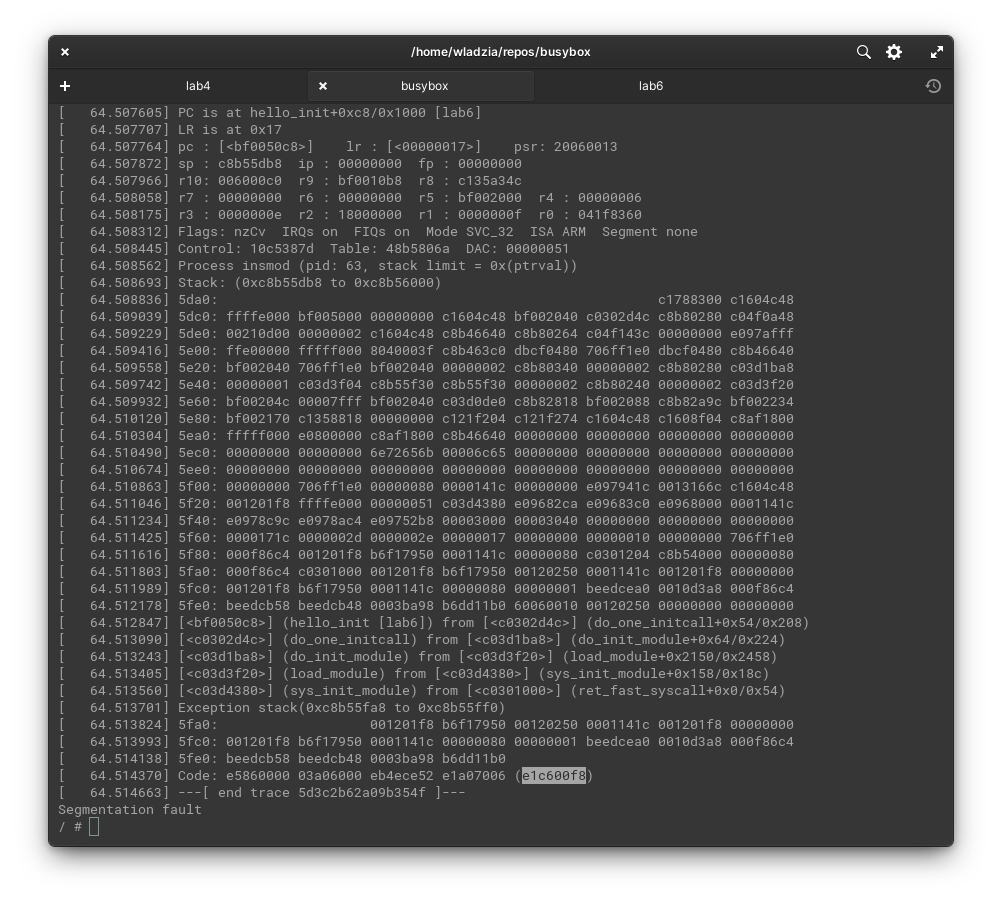 /home/wladzia/repos/busybox
lab4 busybox lab6
[   64.507605] PC is at hello_init+0xc8/0x1000 [lab6]
[   64.507707] LR is at 0x17
[   64.507764] pc : [<bf0050c8>]    lr : [<00000017>]    psr: 20060013
[   64.507872] sp : c8b55db8  ip : 00000000  fp : 00000000
[   64.507966] r10: 006000c0  r9 : bf0010b8  r8 : c135a34c
[   64.508058] r7 : 00000000  r6 : 00000000  r5 : bf002000  r4 : 00000006
[   64.508175] r3 : 0000000e  r2 : 18000000  r1 : 0000000f  r0 : 041f8360
[   64.508312] Flags: nzCv  IRQs on  FIQs on  Mode SVC_32  ISA ARM  Segment none
[   64.508445] Control: 10c5387d  Table: 48b5806a  DAC: 00000051
[   64.508562] Process insmod (pid: 63, stack limit = 0x(ptrval))
[   64.508693] Stack: (0xc8b55db8 to 0xc8b56000)
[   64.508836] 5da0:                                                       c1788300 c1604c48
[   64.509039] 5dc0: ffffe000 bf005000 00000000 c1604c48 bf002040 c0302d4c c8b80280 c04f0a48
[   64.509229] 5de0: 00210d00 00000002 c1604c48 c8b46640 c8b80264 c04f143c 00000000 e097afff
[   64.509416] 5e00: ffe00000 fffff000 8040003f c8b463c0 dbcf0480 706ff1e0 dbcf0480 c8b46640
[   64.509558] 5e20: bf002040 706ff1e0 bf002040 00000002 c8b80340 00000002 c8b80280 c03d1ba8
[   64.509742] 5e40: 00000001 c03d3f04 c8b55f30 c8b55f30 00000002 c8b80240 00000002 c03d3f20
[   64.509932] 5e60: bf00204c 00007fff bf002040 c03d0de0 c8b82818 bf002088 c8b82a9c bf002234
[   64.510120] 5e80: bf002170 c1358818 00000000 c121f204 c121f274 c1604c48 c1608f04 c8af1800
[   64.510304] 5ea0: fffff000 e0800000 c8af1800 c8b46640 00000000 00000000 00000000 00000000
[   64.510490] 5ec0: 00000000 00000000 6e72656b 00006c65 00000000 00000000 00000000 00000000
[   64.510674] 5ee0: 00000000 00000000 00000000 00000000 00000000 00000000 00000000 00000000
[   64.510863] 5f00: 00000000 706ff1e0 00000080 0000141c 00000000 e097941c 0013166c c1604c48
[   64.511046] 5f20: 001201f8 ffffe000 00000051 c03d4380 e09682ca e09683c0 e0968000 0001141c
[   64.511234] 5f40: e0978c9c e0978ac4 e09752b8 00003000 00003040 00000000 00000000 00000000
[   64.511425] 5f60: 0000171c 0000002d 0000002e 00000017 00000000 00000010 00000000 706ff1e0
[   64.511616] 5f80: 000f86c4 001201f8 b6f17950 0001141c 00000080 c0301204 c8b54000 00000080
[   64.511803] 5fa0: 000f86c4 c0301000 001201f8 b6f17950 00120250 0001141c 001201f8 00000000
[   64.511989] 5fc0: 001201f8 b6f17950 0001141c 00000080 00000001 beedcea0 0010d3a8 000f86c4
[   64.512178] 5fe0: beedcb58 beedcb48 0003ba98 b6dd11b0 60060010 00120250 00000000 00000000
[   64.512847] [<bf0050c8>] (hello_init [lab6]) from [<c0302d4c>] (do_one_initcall+0x54/0x208)
[   64.513090] [<c0302d4c>] (do_one_initcall) from [<c03d1ba8>] (do_init_module+0x64/0x224)
[   64.513243] [<c03d1ba8>] (do_init_module) from [<c03d3f20>] (load_module+0x2150/0x2458)
[   64.513405] [<c03d3f20>] (load_module) from [<c03d4380>] (sys_init_module+0x158/0x18c)
[   64.513560] [<c03d4380>] (sys_init_module) from [<c0301000>] (ret_fast_syscall+0x0/0x54)
[   64.513701] Exception stack(0xc8b55fa8 to 0xc8b55ff0)
[   64.513824] 5fa0:                   001201f8 b6f17950 00120250 0001141c 001201f8 00000000
[   64.513993] 5fc0: 001201f8 b6f17950 0001141c 00000080 00000001 beedcea0 0010d3a8 000f86c4
[   64.514138] 5fe0: beedcb58 beedcb48 0003ba98 b6dd11b0
[   64.514370] Code: e5860000 03a06000 eb4ece52 e1a07006 (e1c600f8)
[   64.514663] ---[ end trace 5d3c2b62a09b354f ]---
Segmentation fault
/ #